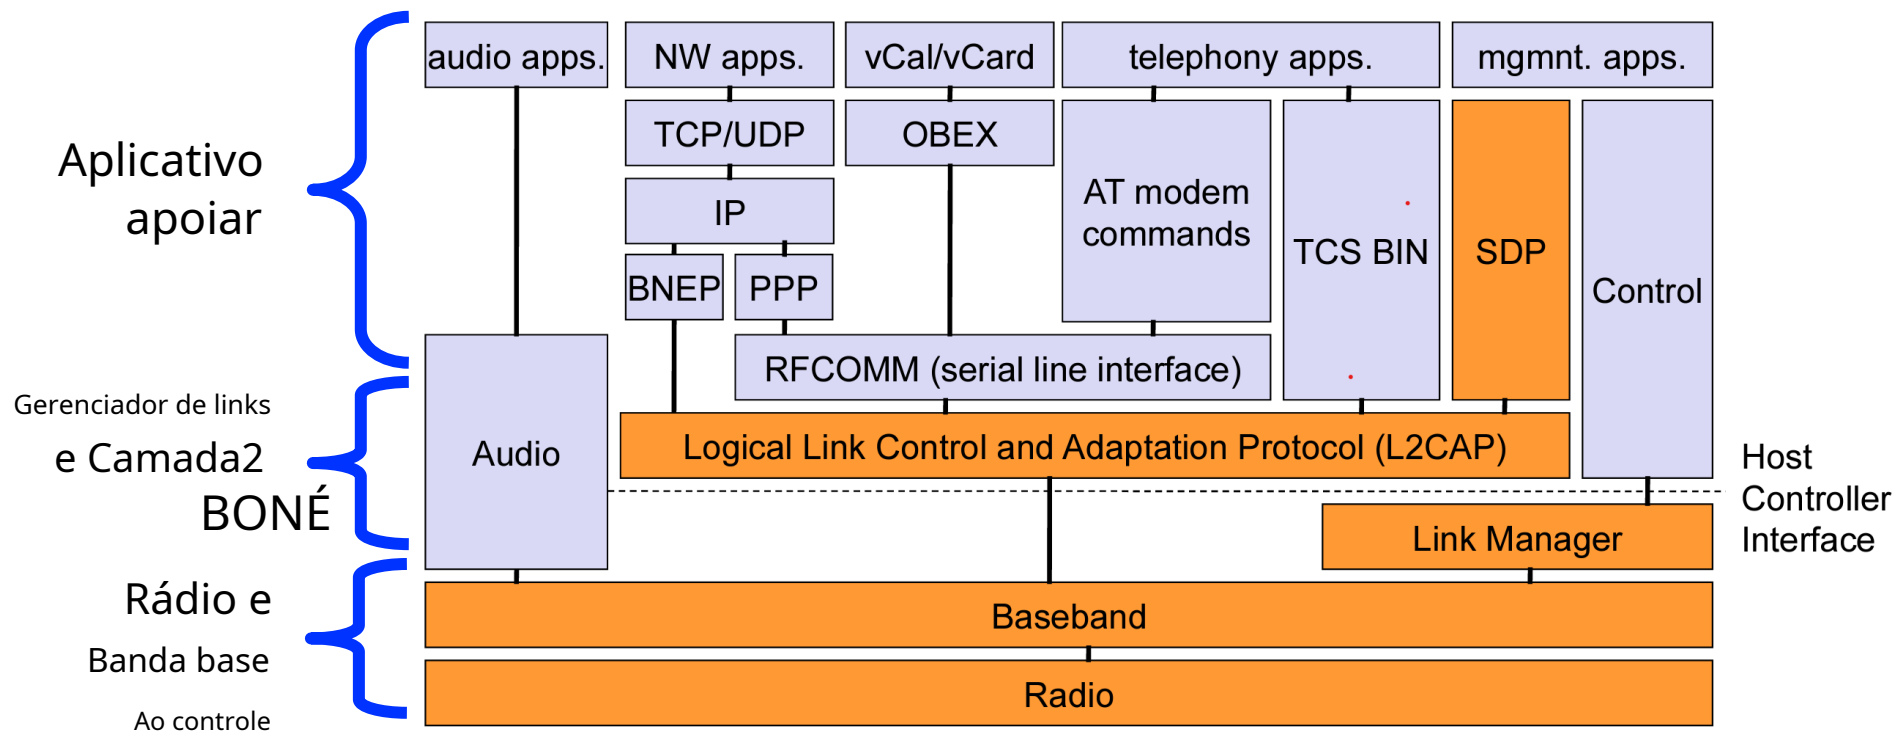 audio apps.
NW apps.
vCal/vCard
telephony apps.
mgmnt. apps.
TCP/UDP
OBEX
AT modem
commands
TCS BIN
SDP
Control
IP
BNEP
PPP
RFCOMM (serial line interface)
Audio
Logical Link Control and Adaptation Protocol (L2CAP)
Link Manager
Baseband
Radio
Aplicativo
apoiar
Gerenciador de links
e Camada2
BONÉ
Rádio e
Banda base
Ao controle
Host
Controller
Interface